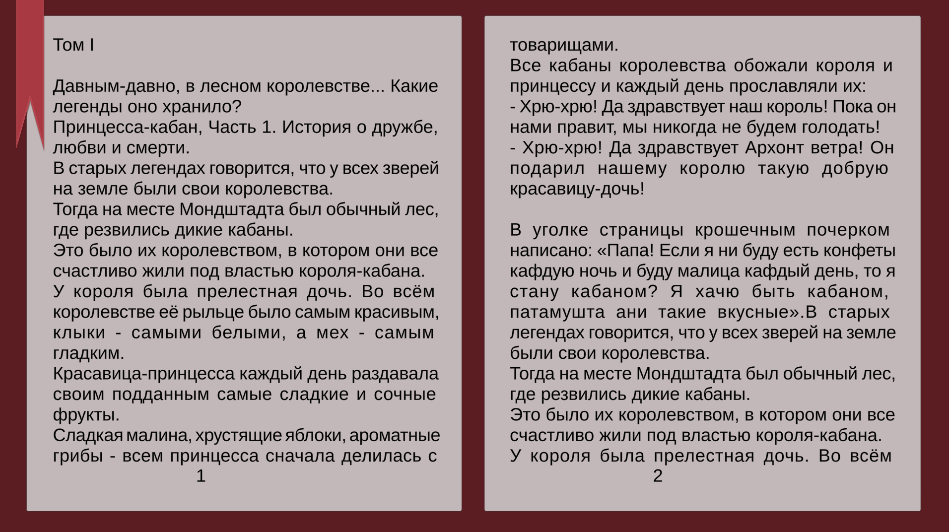 Том I
Давным-давно, в лесном королевстве... Какие
легенды оно хранило?
Принцесса-кабан, Часть 1. История о дружбе,
любви и смерти.
В старых легендах говорится, что у всех зверей
на земле были свои королевства.
Тогда на месте Мондштадта был обычный лес,
где резвились дикие кабаны.
Это было их королевством, в котором они все
счастливо жили под властью короля-кабана.
У короля была прелестная дочь. Во всём
королевстве её рыльце было самым красивым,
клыки - самыми белыми, а мех - самым
гладким.
Красавица-принцесса каждый день раздавала
своим подданным самые сладкие и сочные
фрукты.
Сладкая малина, хрустящие яблоки, ароматные
грибы - всем принцесса сначала делилась с
1
товарищами.
Все кабаны королевства обожали короля и
принцессу и каждый день прославляли их:
- Хрю-хрю! Да здравствует наш король! Пока он
нами правит, мы никогда не будем голодать!
- Хрю-хрю! Да здравствует Архонт ветра! Он
подарил нашему королю такую добрую
красавицу-дочь!
В уголке страницы крошечным почерком
написано: «Папа! Если я ни буду есть конфеты
кафдую ночь и буду малица кафдый день, то я
стану кабаном? Я хачю быть кабаном,
патамушта ани такие вкусные».В старых
легендах говорится, что у всех зверей на земле
были свои королевства.
Тогда на месте Мондштадта был обычный лес,
где резвились дикие кабаны.
Это было их королевством, в котором они все
счастливо жили под властью короля-кабана.
У короля была прелестная дочь. Во всём
2